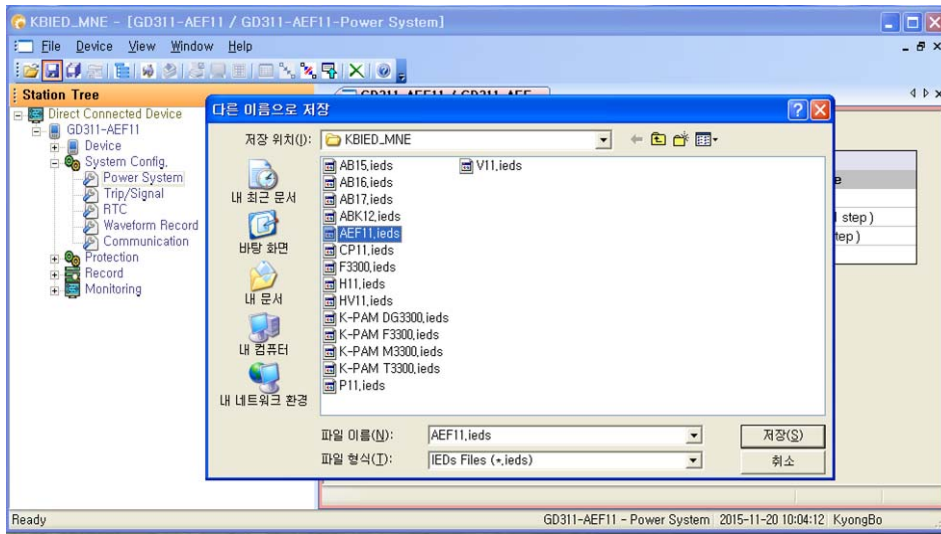 KBIED_MNE - [GD311-AEF11 / GD311-AEF11-Power System]
File Device View Window Help
Station Tree
Direct Connected Device
GD311-AEF11
Device
System Config.
Power System
Trip/Signal
RTC
Waveform Record
Communication
Protection
Record
Monitoring
GD311-AEF11 / GD311-AEF
다른 이름으로 저장
저장 위치(I): KBIED_MNE
내 최근 문서
바탕 화면
내 문서
내 컴퓨터
내 네트워크 환경
AB15.ieds
AB16.ieds
AB17.ieds
ABK12.ieds
AEF11.ieds
CP11.ieds
F3300.ieds
H11.ieds
HV11.ieds
K-PAM DG3300.ieds
K-PAM F3300.ieds
K-PAM M3300.ieds
K-PAM T3300.ieds
P11.ieds
V11.ieds
파일 이름(N): AEF11.ieds 저장(S)
파일 형식(T): IEDs Files (*.ieds) 취소
e
step )
tep )
Ready GD311-AEF11 - Power System 2015-11-20 10:04:12 KyongBo